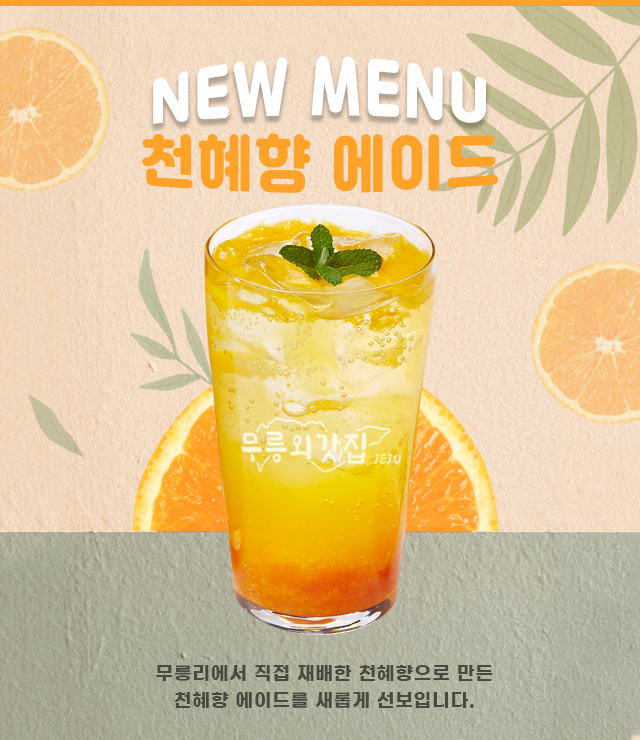 NEW MENU
천혜향 에이드
무릉외갓집
JEJU
무릉리에서 직접 재배한 천혜향으로 만든
천혜향 에이드를 새롭게 선보입니다.